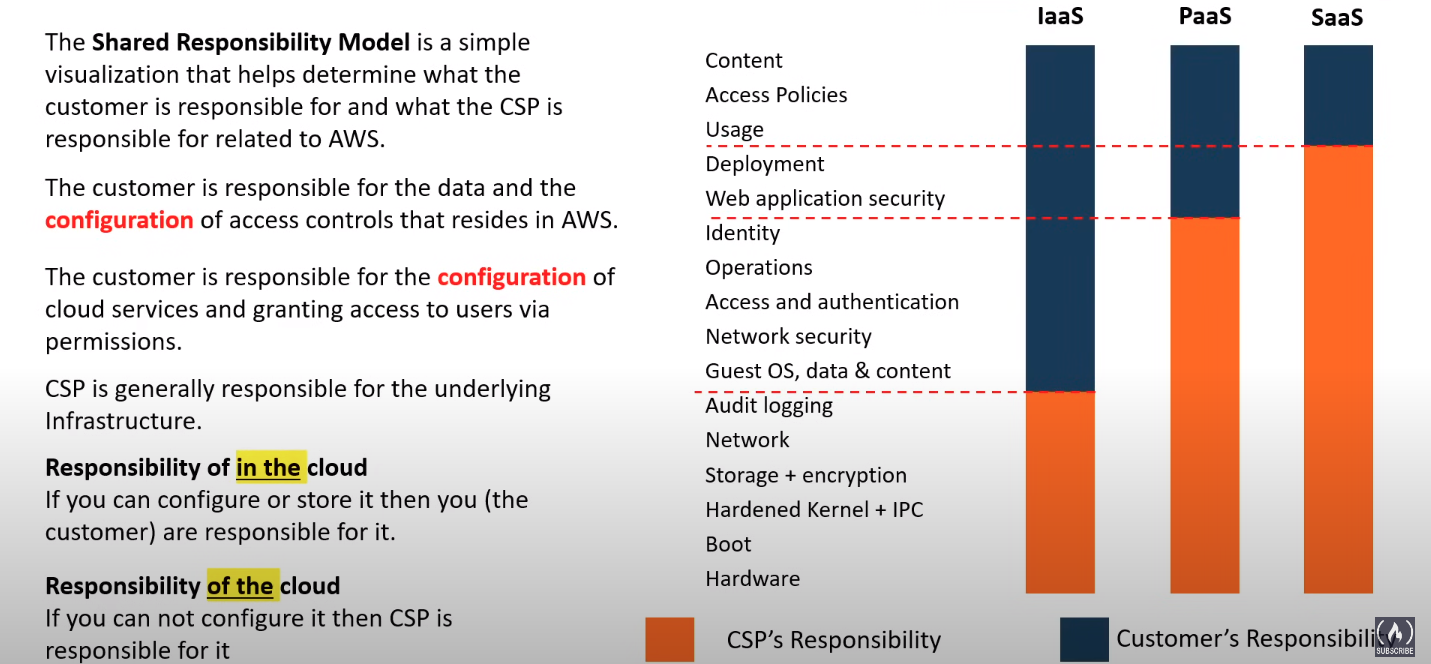 The Shared Responsibility Model is a simple
visualization that helps determine what the
customer is responsible for and what the CSP is
responsible for related to AWS.
The customer is responsible for the data and the
configuration of access controls that resides in AWS.
The customer is responsible for the configuration of
cloud services and granting access to users via
permissions.
CSP is generally responsible for the underlying
Infrastructure.
Responsibility of in the cloud
If you can configure or store it then you (the
customer) are responsible for it.
Responsibility of the cloud
If you can not configure it then CSP is
responsible for it
IaaS PaaS SaaS
Content
Access Policies
Usage
Deployment
Web application security
Identity
Operations
Access and authentication
Network security
Guest OS, data & content
Audit logging
Network
Storage + encryption
Hardened Kernel + IPC
Boot
Hardware
CSP's Responsibility
Customer's Responsibility
SUBSCRIBE